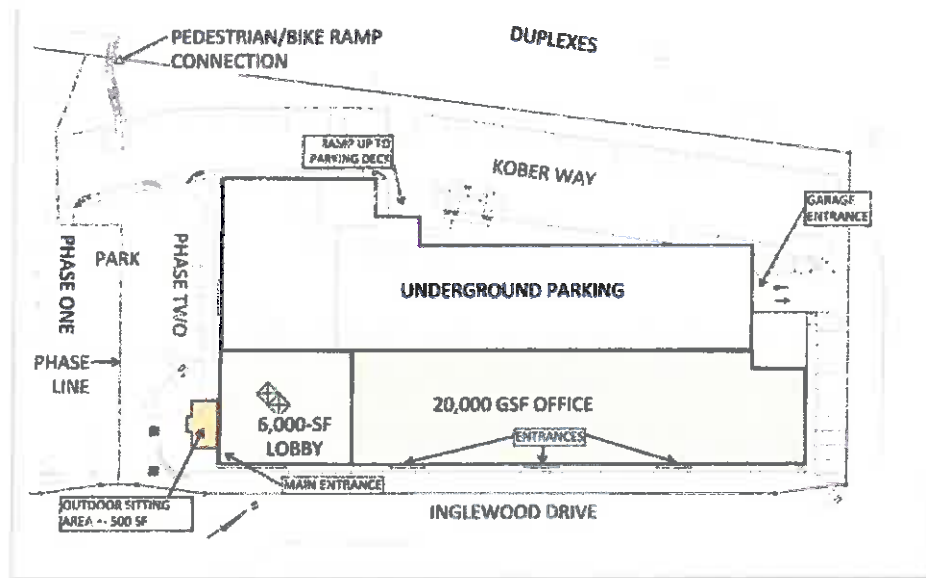 PEDESTRIAN/BIKE RAMP
CONNECTION
DUPLEXES
RAMP UP TO
PARKING DECK
KOBER WAY
GARAGE
ENTRANCE
PHASE ONE
PARK
PHASE TWO
UNDERGROUND PARKING
PHASE
LINE
6,000-SF
LOBBY
20,000 GSF OFFICE
ENTRANCES
MAIN ENTRANCE
OUTDOOR SITTING
AREA +- 500 SF
INGLEWOOD DRIVE